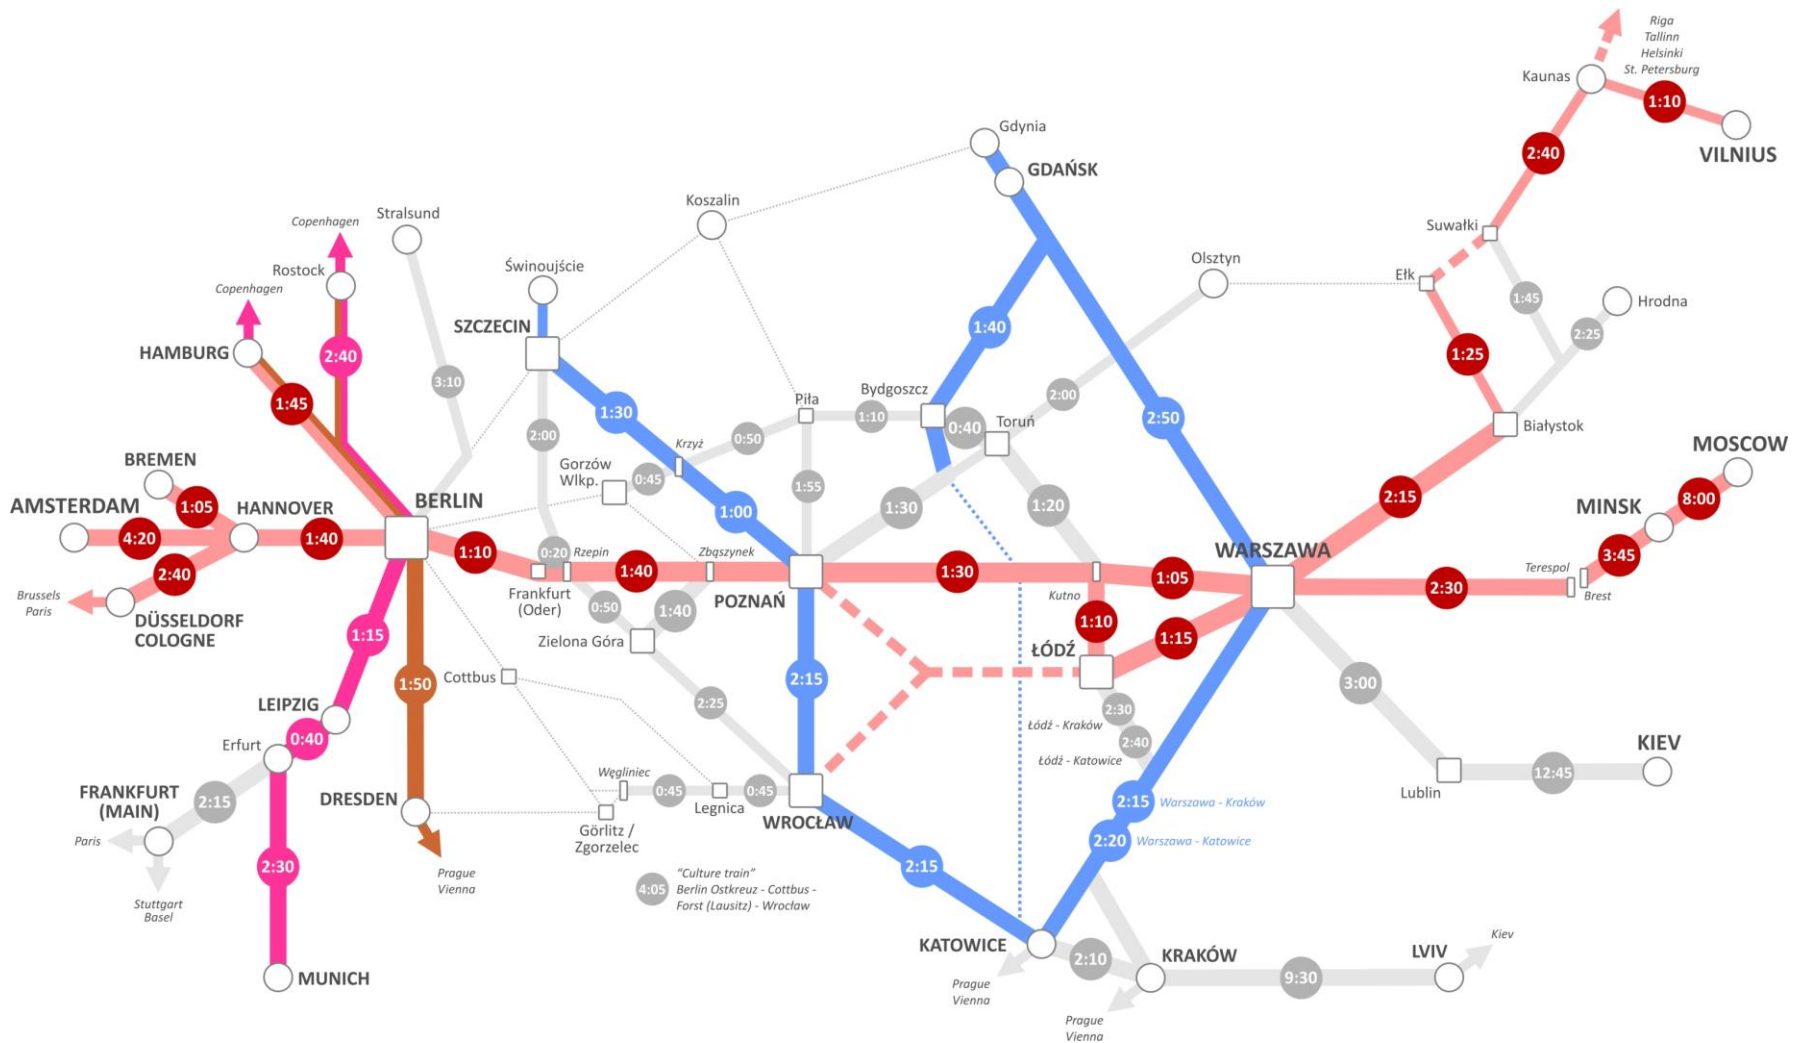 Riga
Tallinn
Helsinki
St. Petersburg
Kaunas
1:10
VILNIUS
2:40
Gdynia
GDAŃSK
Koszalin
Stralsund
Copenhagen
Rostock
Copenhagen
Świnoujście
SZCZECIN
Suwałki
Olsztyn
Ełk
1:45
Hrodna
2:25
HAMBURG
2:40
1:45
3:10
1:30
1:40
1:25
Piła
1:10
Bydgoszcz
0:40
Toruń
2:00
2:50
Białystok
2:00
0:50
Krzyż
0:45
Gorzów
Wlkp.
1:55
1:30
1:20
2:15
MOSCOW
8:00
MINSK
3:45
BREMEN
1:05
AMSTERDAM
4:20
HANNOVER
1:40
BERLIN
1:10
0:20
Rzepin
1:40
Zbąszynek
1:00
POZNAŃ
1:30
Kutno
1:05
WARSZAWA
2:30
Terespol
Brest
2:40
Brussels
Paris
DÜSSELDORF
COLOGNE
Frankfurt
(Oder)
0:50
1:40
Zielona Góra
1:10
1:15
ŁÓDŹ
1:15
1:50
Cottbus
2:25
2:15
3:00
LEIPZIG
0:40
Erfurt
2:30
Łódź - Kraków
2:40
Łódź - Katowice
KIEV
12:45
Lublin
FRANKFURT
(MAIN)
2:15
DRESDEN
Węgliniec
0:45
Legnica
0:45
WROCŁAW
Görlitz /
Zgorzelec
2:15
Warszawa - Kraków
2:20
Warszawa - Katowice
Paris
Stuttgart
Basel
2:30
Prague
Vienna
4:05
"Culture train"
Berlin Ostkreuz - Cottbus -
Forst (Lausitz) - Wrocław
2:15
MUNICH
KATOWICE
2:10
KRAKÓW
9:30
LVIV
Kiev
Prague
Vienna
Prague
Vienna